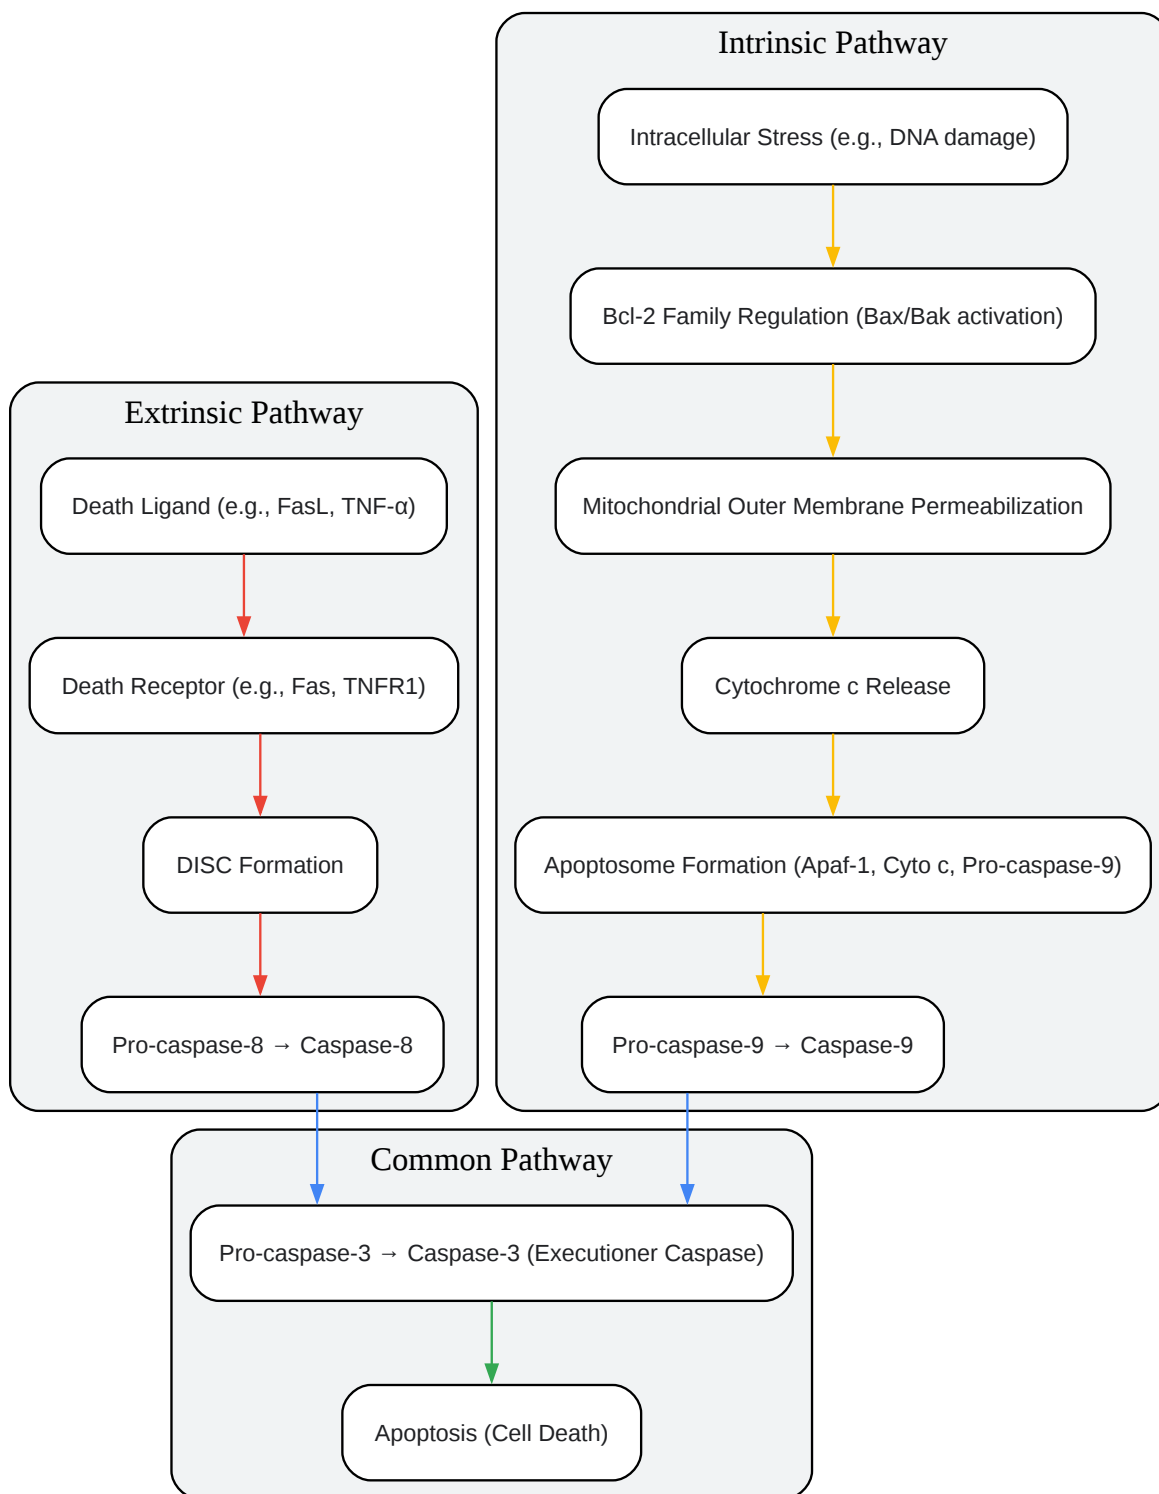 Intrinsic Pathway
Intracellular Stress (e.g., DNA damage)
Bcl-2 Family Regulation (Bax/Bak activation)
Mitochondrial Outer Membrane Permeabilization
Cytochrome c Release
Apoptosome Formation (Apaf-1, Cyto c, Pro-caspase-9)
Pro-caspase-9 → Caspase-9
Extrinsic Pathway
Death Ligand (e.g., FasL, TNF-α)
Death Receptor (e.g., Fas, TNFR1)
DISC Formation
Pro-caspase-8 → Caspase-8
Common Pathway
Pro-caspase-3 → Caspase-3 (Executioner Caspase)
Apoptosis (Cell Death)